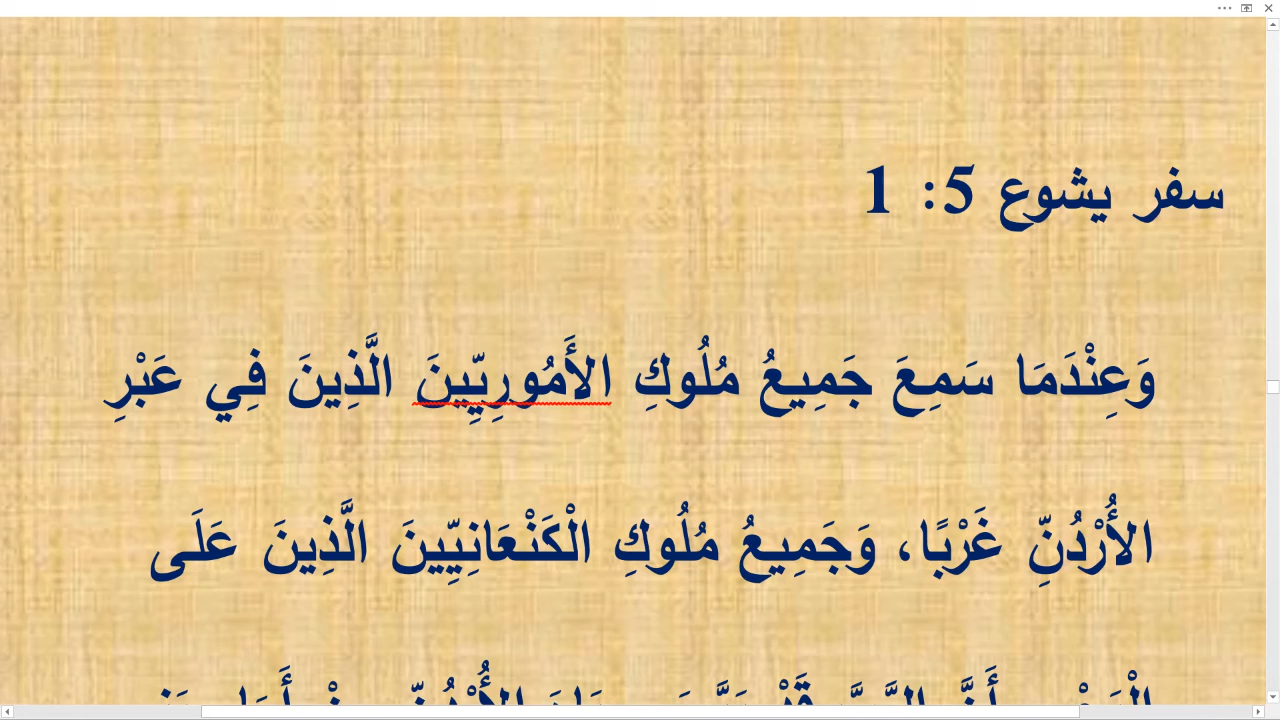 سفر يشوع 5: 1
وَعِنْدَمَا سَمِعَ جَمِيعُ مُلُوكِ الأَمُورِيِّينَ الَّذِينَ فِي عَبْرِ
الأُرْدُنِّ غَرْبًا، وَجَمِيعُ مُلُوكِ الْكَنْعَانِيِّينَ الَّذِينَ عَلَى